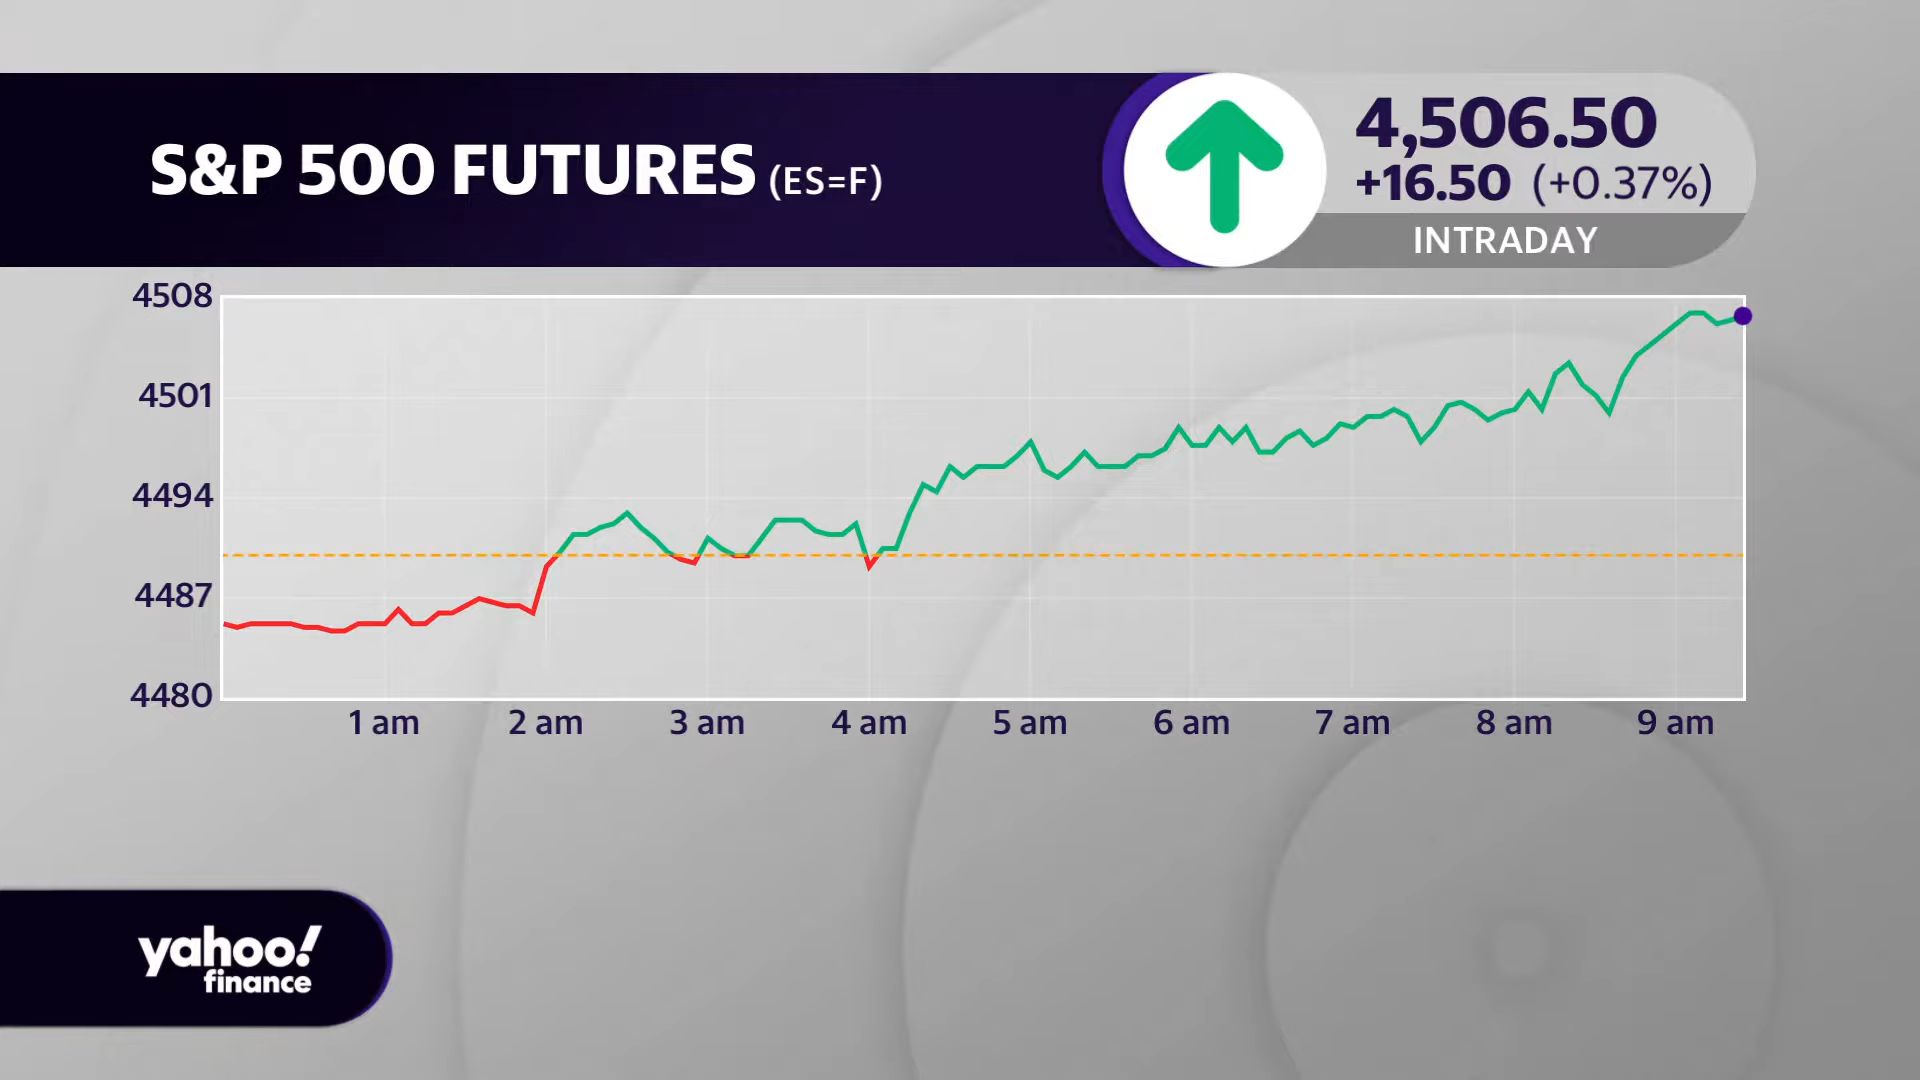 S&P 500 FUTURES (ES=F)
4,506.50
+16.50 (+0.37%)
INTRADAY
4508
4501
4494
4487
4480
1 am 2 am 3 am 4 am 5 am 6 am 7 am 8 am 9 am
yahoo!
finance